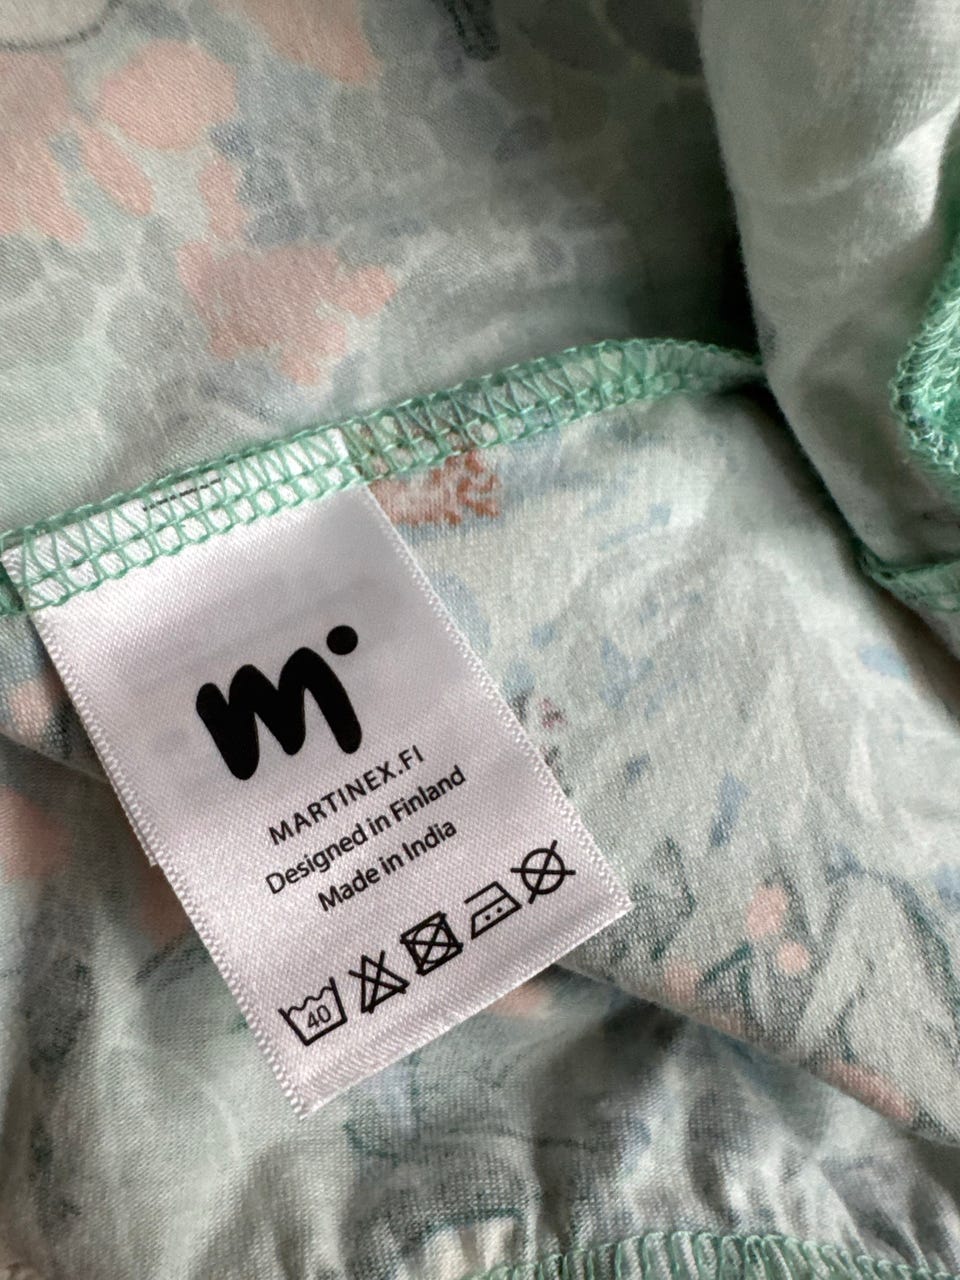 m
MARTINEX.FI
Designed in Finland
Made in India
40